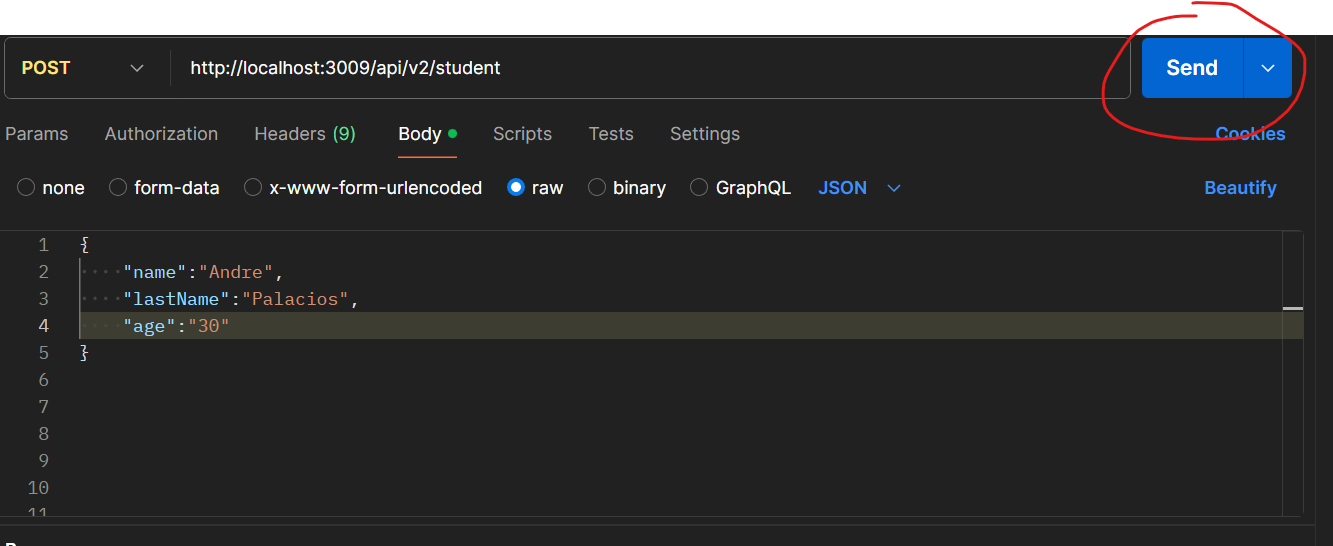 POST http://localhost:3009/api/v2/student Send
Params Authorization Headers (9) Body Scripts Tests Settings Cookies
none form-data x-www-form-urlencoded raw binary GraphQL JSON Beautify
1 {
2 "name":"Andre",
3 "lastName":"Palacios",
4 "age":"30"
5 }
6
7
8
9
10
11